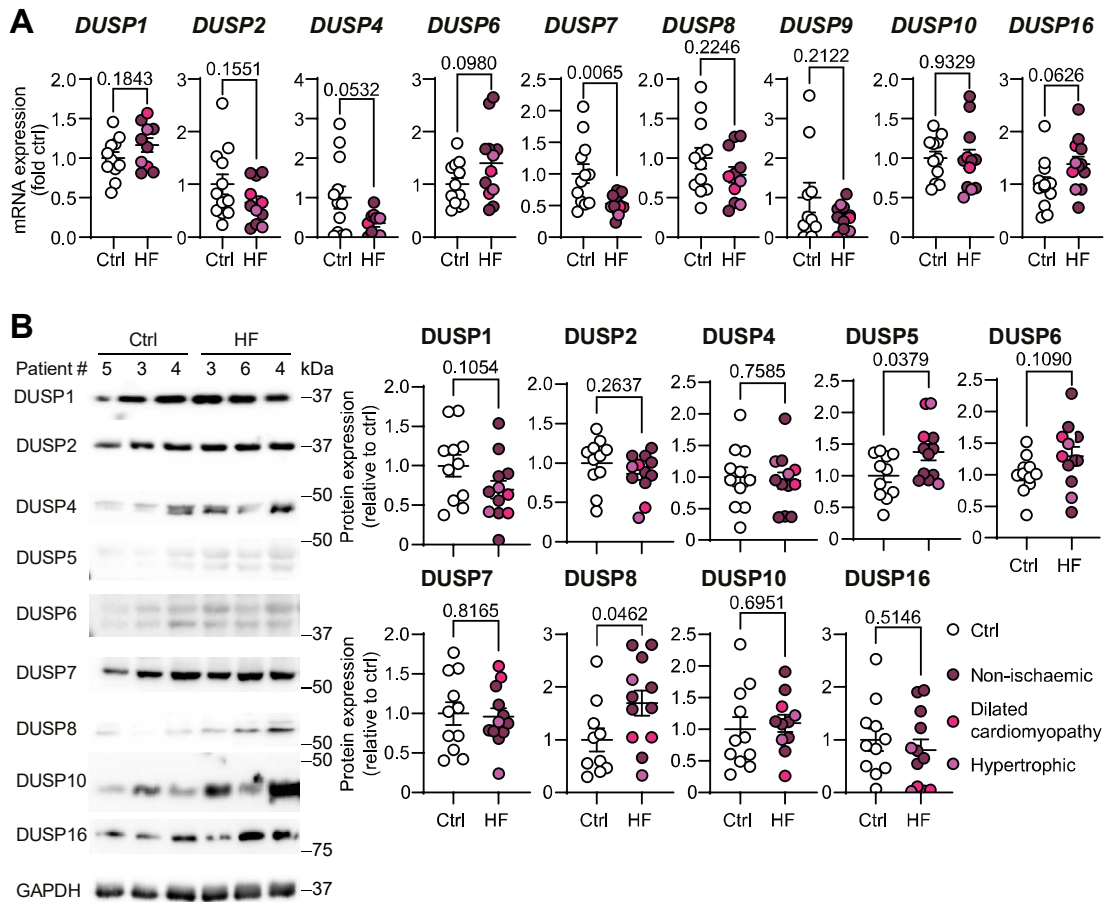 A
DUSP1 DUSP2 DUSP4 DUSP6 DUSP7 DUSP8 DUSP9 DUSP10 DUSP16
0.1843 0.1551 0.0532 0.0980 0.0065 0.2246 0.2122 0.9329 0.0626
mRNA expression
(fold ctrl)
2.0 1.5 1.0 0.5 0.0
3 2 1 0
4 3 2 1 0
3 2 1 0
2.5 2.0 1.5 1.0 0.5 0
2.0 1.5 1.0 0.5 0
4 3 2 1 0
2.0 1.5 1.0 0.5 0.0
3 2 1 0
Ctrl HF Ctrl HF Ctrl HF Ctrl HF Ctrl HF Ctrl HF Ctrl HF Ctrl HF Ctrl HF
B
Ctrl HF
Patient # 5 3 4 3 6 4 kDa
DUSP1 –37
DUSP2 –37
–50
DUSP4
–50
DUSP5
DUSP6
–37
DUSP7
–50
DUSP8
–50
–50
DUSP10
DUSP16
–75
GAPDH –37
DUSP1 DUSP2 DUSP4 DUSP5 DUSP6
0.1054 0.2637 0.7585 0.0379 0.1090
Protein expression
(relative to ctrl)
2.0 1.5 1.0 0.5 0
2.0 1.5 1.0 0.5 0
2.5 2.0 1.5 1.0 0.5 0
2.5 2.0 1.5 1.0 0.5 0
2.5 2.0 1.5 1.0 0.5 0
Ctrl HF
DUSP7 DUSP8 DUSP10 DUSP16
0.8165 0.0462 0.6951 0.5146
Protein expression
(relative to ctrl)
2.0 1.5 1.0 0.5 0
3 2 1 0
2.5 2.0 1.5 1.0 0.5 0
3 2 1 0
Ctrl HF Ctrl HF Ctrl HF Ctrl HF
Ctrl
Non-ischaemic
Dilated
cardiomyopathy
Hypertrophic